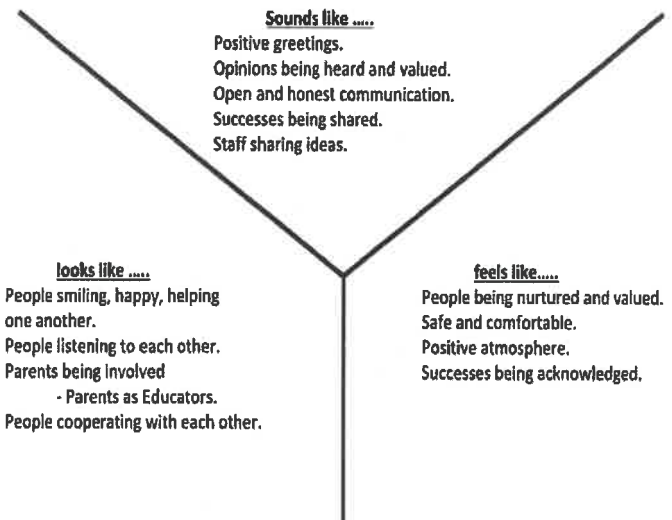 Sounds like .....
Positive greetings.
Opinions being heard and valued.
Open and honest communication.
Successes being shared.
Staff sharing ideas.
looks like .....
People smiling, happy, helping
one another.
People listening to each other.
Parents being involved
- Parents as Educators.
People cooperating with each other.
feels like.....
People being nurtured and valued.
Safe and comfortable.
Positive atmosphere.
Successes being acknowledged.